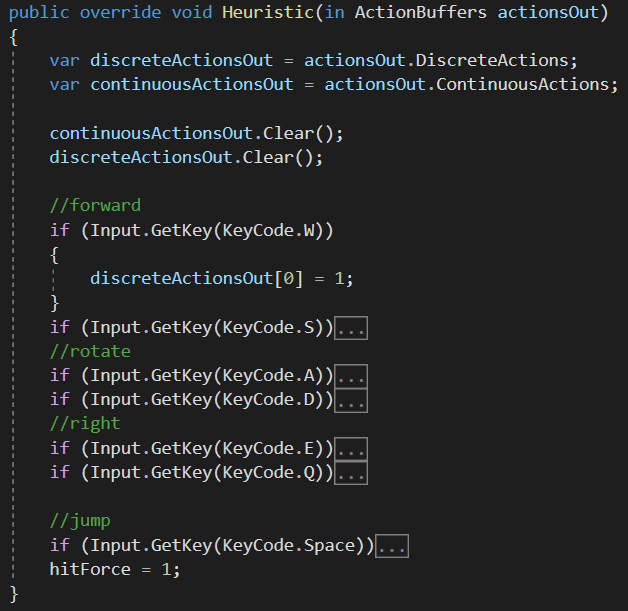 public override void Heuristic(in ActionBuffers actionsOut)
{
var discreteActionsOut = actionsOut.DiscreteActions;
var continuousActionsOut = actionsOut.ContinuousActions;
continuousActionsOut.Clear();
discreteActionsOut.Clear();
//forward
if (Input.GetKey(KeyCode.W))
{
discreteActionsOut[0] = 1;
}
if (Input.GetKey(KeyCode.S))...
//rotate
if (Input.GetKey(KeyCode.A))...
if (Input.GetKey(KeyCode.D))...
//right
if (Input.GetKey(KeyCode.E))...
if (Input.GetKey(KeyCode.Q))...
//jump
if (Input.GetKey(KeyCode.Space))...
hitForce = 1;
}